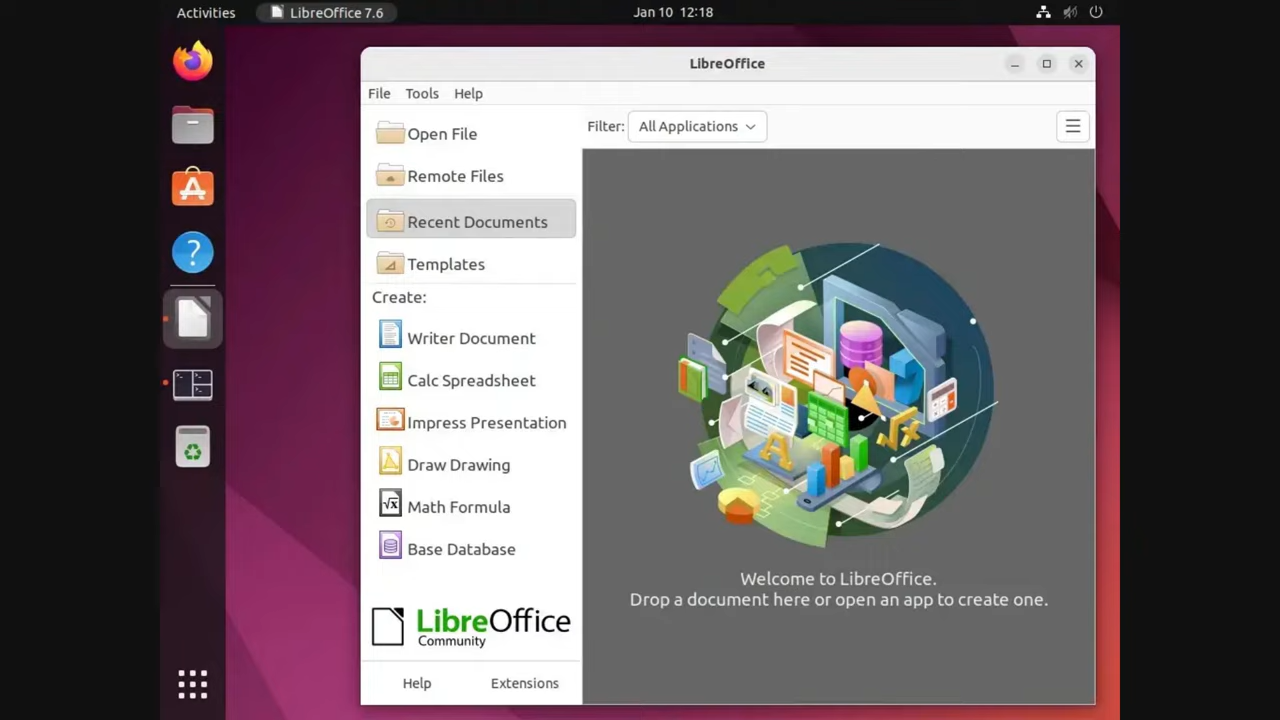 Activities
LibreOffice 7.6
Jan 10 12:18
LibreOffice
File Tools Help
Open File
Remote Files
Recent Documents
Templates
Create:
Writer Document
Calc Spreadsheet
Impress Presentation
Draw Drawing
Math Formula
Base Database
LibreOffice
Community
Help
Extensions
Filter: All Applications
Welcome to LibreOffice.
Drop a document here or open an app to create one.